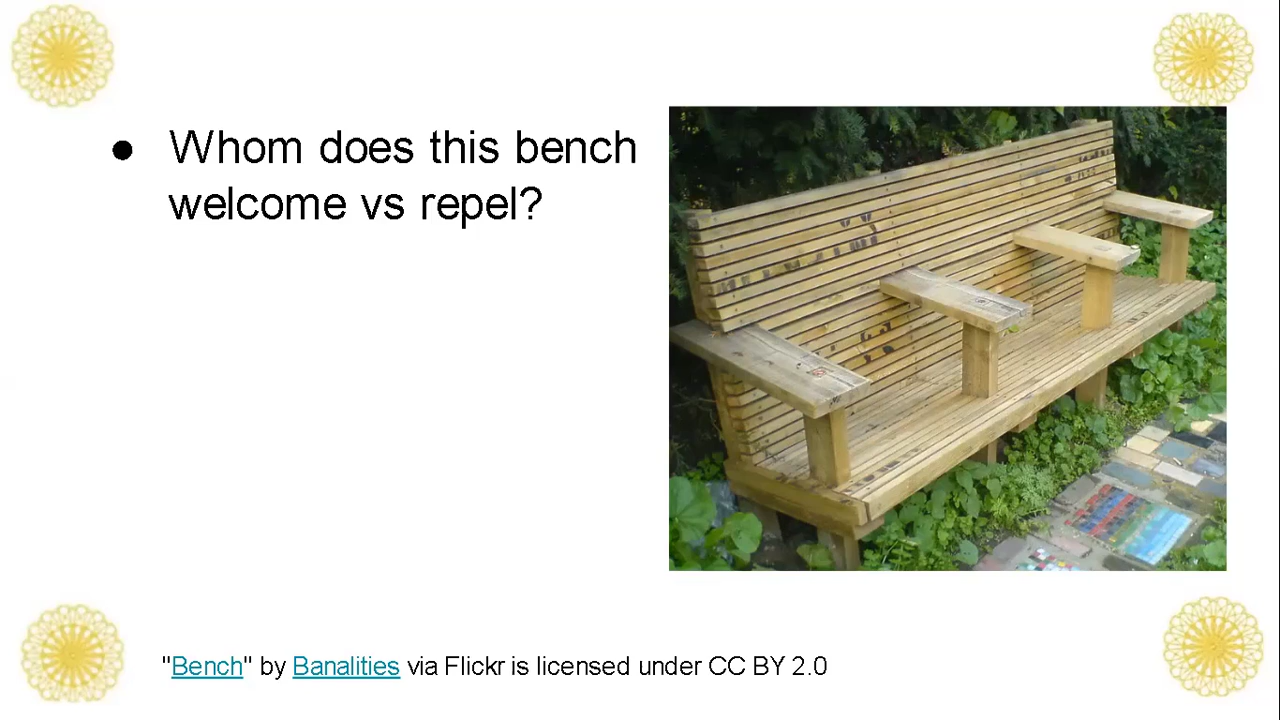 ● Whom does this bench
welcome vs repel?
"Bench" by Banalities via Flickr is licensed under CC BY 2.0